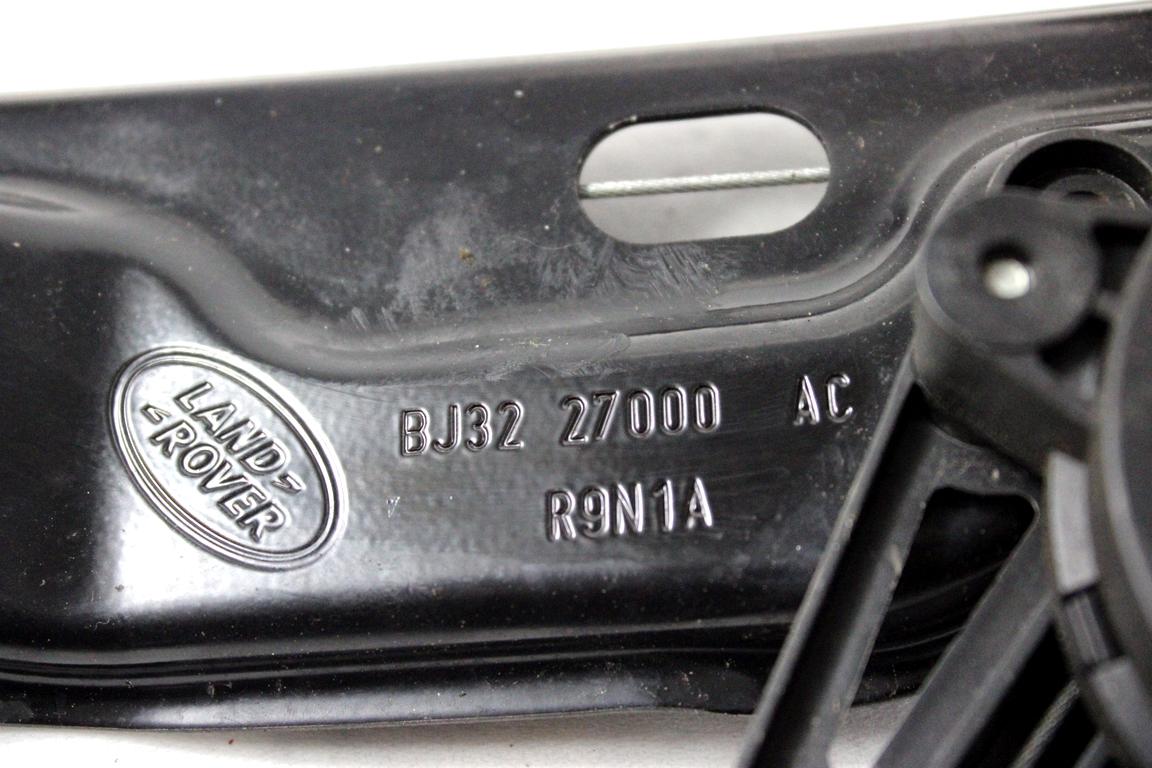 LAND
ROVER
BJ32 27000 AC
R9N1A